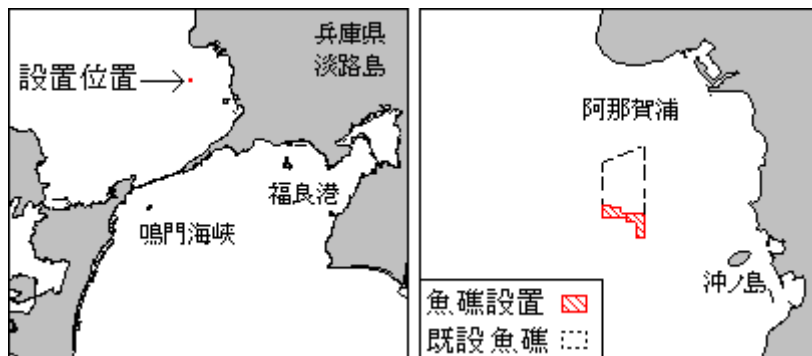 兵庫県
淡路島
設置位置
福良港
鳴門海峡
阿那賀浦
沖ノ島
魚礁設置
既設魚礁